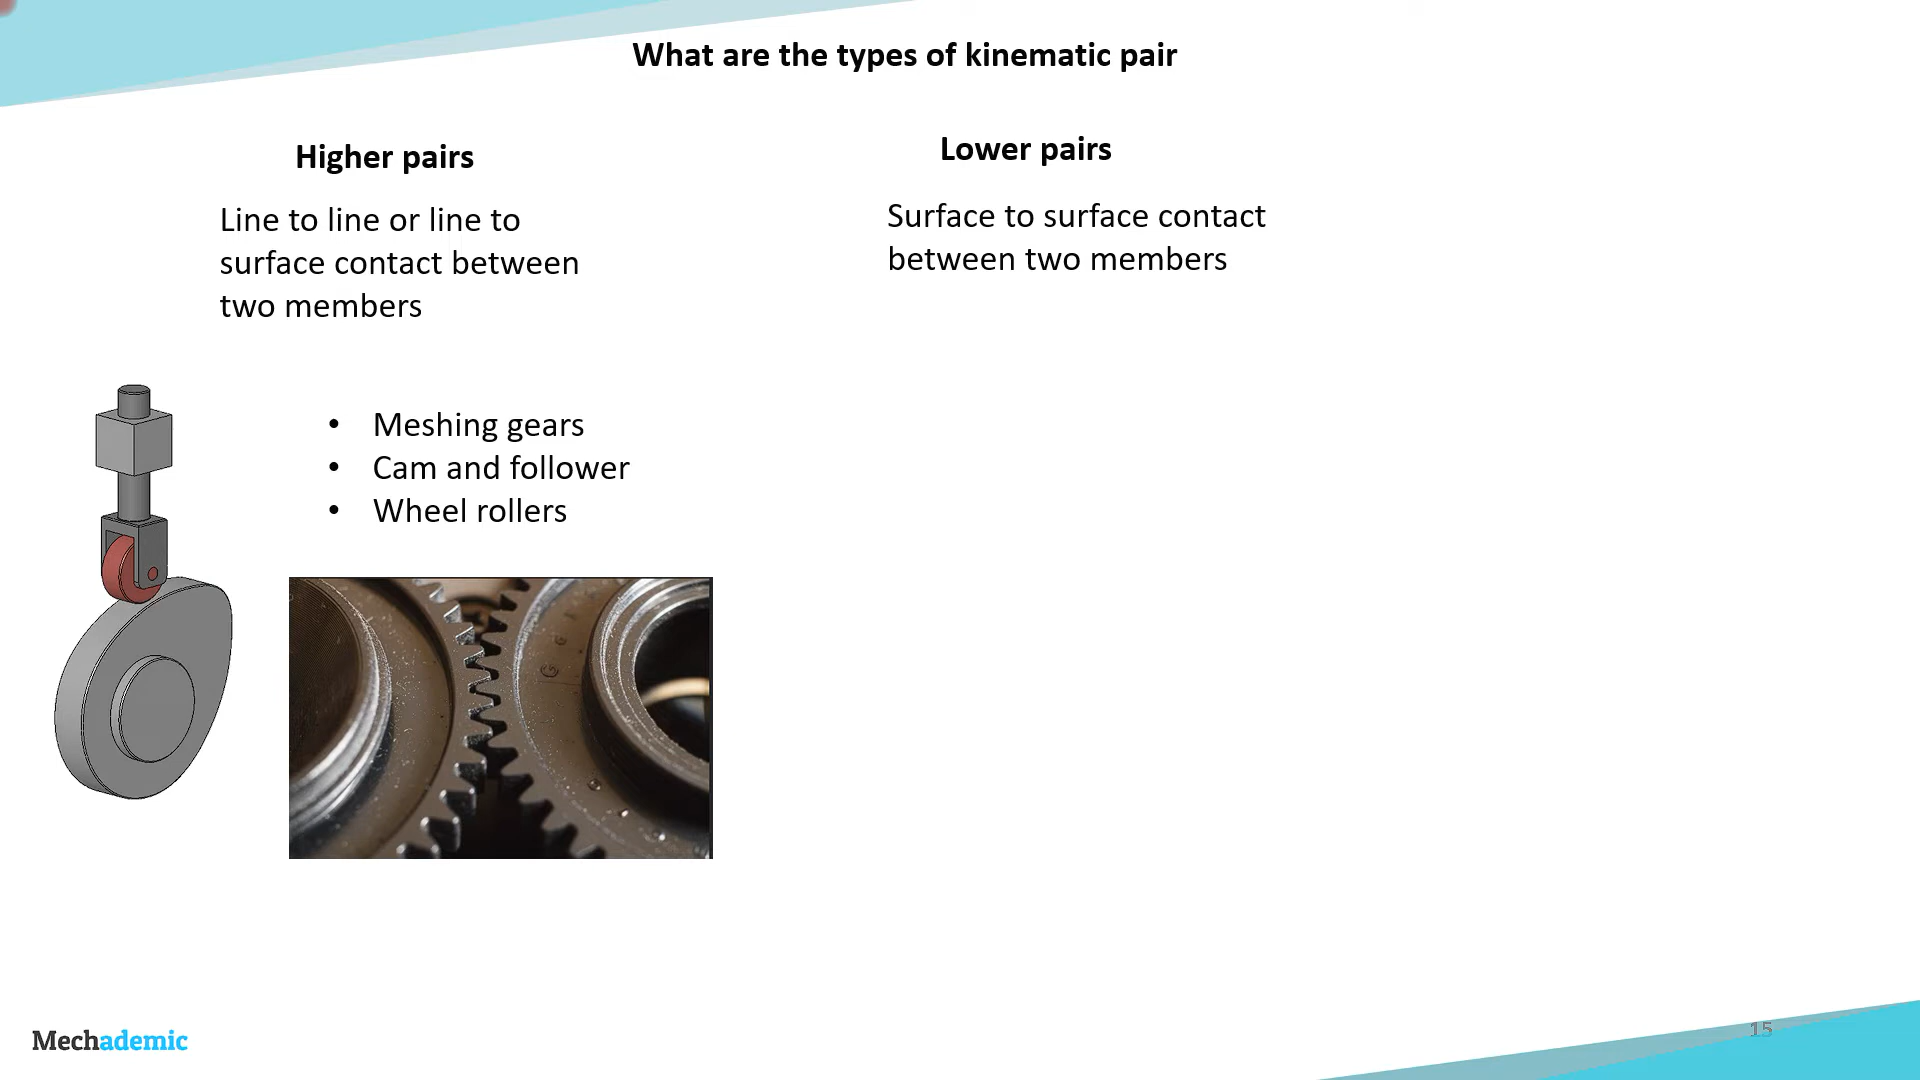 What are the types of kinematic pair
Higher pairs
Line to line or line to
surface contact between
two members
• Meshing gears
• Cam and follower
• Wheel rollers
Lower pairs
Surface to surface contact
between two members
Mechademic
15